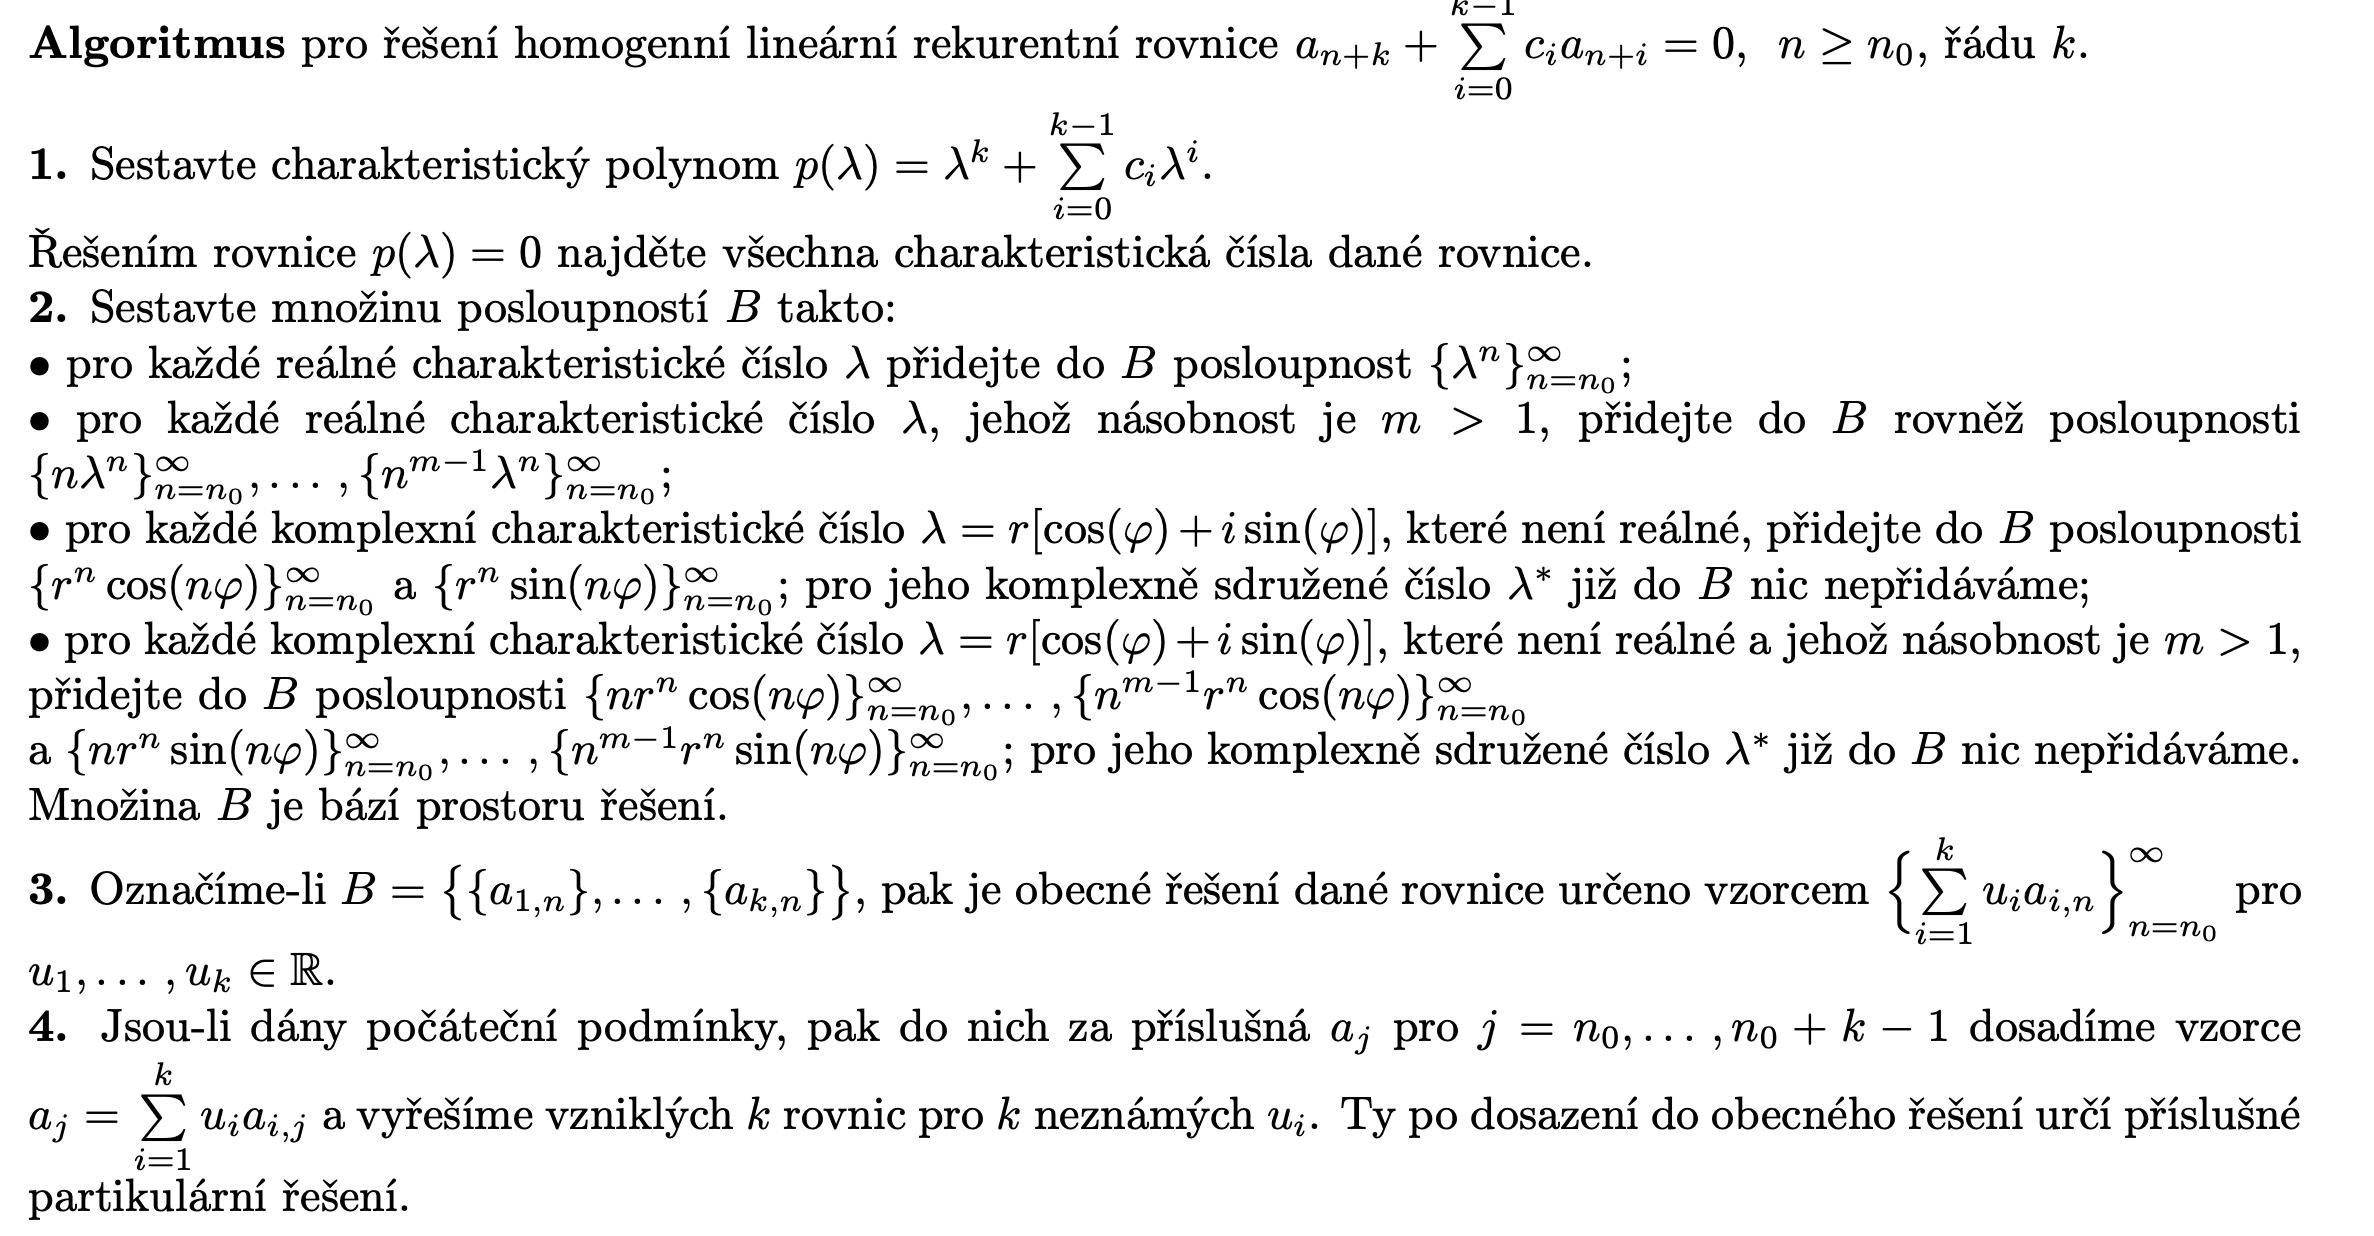 Algoritmus pro řešení homogenní lineární rekurentní rovnice $a_{n+k} + \sum_{i=0}^{k-1} c_i a_{n+i} = 0, \; n \geq n_0$, řádu $k$.
1. Sestavte charakteristický polynom $p(\lambda) = \lambda^k + \sum_{i=0}^{k-1} c_i \lambda^i$.
Řešením rovnice $p(\lambda) = 0$ najděte všechna charakteristická čísla dané rovnice.
2. Sestavte množinu posloupností $B$ takto:
• pro každé reálné charakteristické číslo $\lambda$ přidejte do $B$ posloupnost $\{\lambda^n\}_{n=n_0}^{\infty}$;
• pro každé reálné charakteristické číslo $\lambda$, jehož násobnost je $m > 1$, přidejte do $B$ rovněž posloupnosti
$\{n\lambda^n\}_{n=n_0}^{\infty}, \ldots, \{n^{m-1}\lambda^n\}_{n=n_0}^{\infty}$;
• pro každé komplexní charakteristické číslo $\lambda = r[\cos(\varphi) + i \sin(\varphi)]$, které není reálné, přidejte do $B$ posloupnosti
$\{r^n \cos(n\varphi)\}_{n=n_0}^{\infty}$ a $\{r^n \sin(n\varphi)\}_{n=n_0}^{\infty}$; pro jeho komplexně sdružené číslo $\lambda^*$ již do $B$ nic nepřidáváme;
• pro každé komplexní charakteristické číslo $\lambda = r[\cos(\varphi) + i \sin(\varphi)]$, které není reálné a jehož násobnost je $m > 1$,
přidejte do $B$ posloupnosti $\{nr^n \cos(n\varphi)\}_{n=n_0}^{\infty}, \ldots, \{n^{m-1}r^n \cos(n\varphi)\}_{n=n_0}^{\infty}$
a $\{nr^n \sin(n\varphi)\}_{n=n_0}^{\infty}, \ldots, \{n^{m-1}r^n \sin(n\varphi)\}_{n=n_0}^{\infty}$; pro jeho komplexně sdružené číslo $\lambda^*$ již do $B$ nic nepřidáváme.
Množina $B$ je bází prostoru řešení.
3. Označíme-li $B = \{\{a_{1,n}\}, \ldots, \{a_{k,n}\}\}$, pak je obecné řešení dané rovnice určeno vzorcem $\left\{\sum_{i=1}^{k} u_i a_{i,n}\right\}_{n=n_0}^{\infty}$ pro
$u_1, \ldots, u_k \in \mathbb{R}$.
4. Jsou-li dány počáteční podmínky, pak do nich za příslušná $a_j$ pro $j = n_0, \ldots, n_0 + k - 1$ dosadíme vzorce
$a_j = \sum_{i=1}^{k} u_i a_{i,j}$ a vyřešíme vzniklých $k$ rovnic pro $k$ neznámých $u_i$. Ty po dosazení do obecného řešení určí příslušné
partikulární řešení.